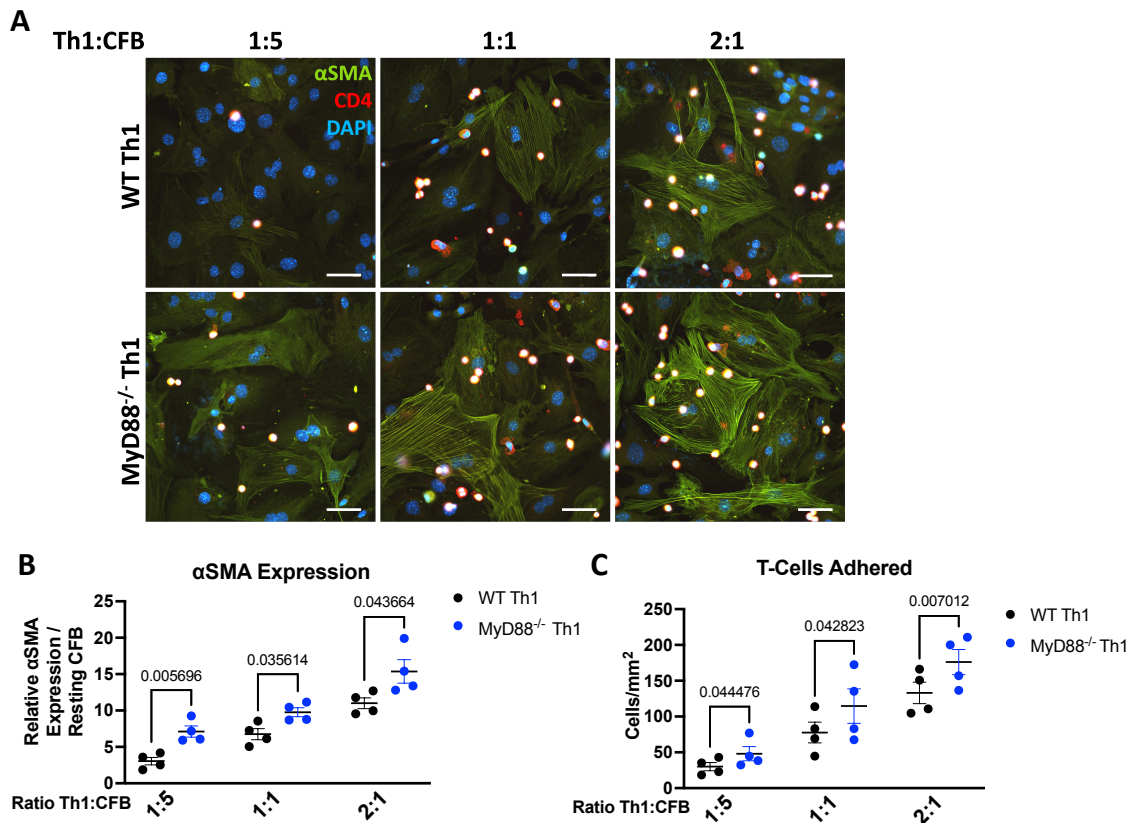 A
Th1:CFB 1:5 1:1 2:1
αSMA
CD4
DAPI
WT Th1
MyD88-/- Th1
B
αSMA Expression
Relative αSMA
Expression /
Resting CFB
25
20
15
10
5
0
0.005696
0.035614
0.043664
WT Th1
MyD88-/- Th1
Ratio Th1:CFB
1:5
1:1
2:1
C
T-Cells Adhered
Cells/mm²
250
200
150
100
50
0
0.044476
0.042823
0.007012
WT Th1
MyD88-/- Th1
Ratio Th1:CFB
1:5
1:1
2:1